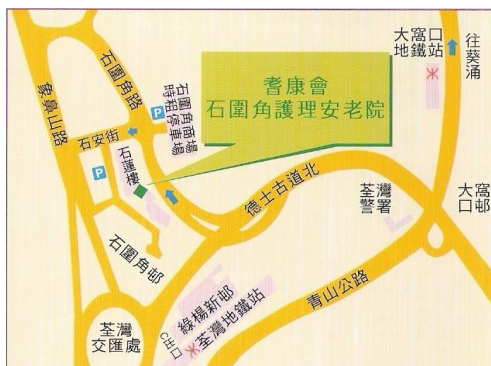 大窩口
地鐵站
往葵涌
石圍角路
石圍角商場
時租停車場
耆康會
石圍角護理安老院
象鼻山路
P
石安街
P
石蓮樓
德士古道北
荃灣
警署
大窩
口邨
石圍角邨
綠楊新邨
荃灣地鐵站
青山公路
荃灣
交匯處
C出口